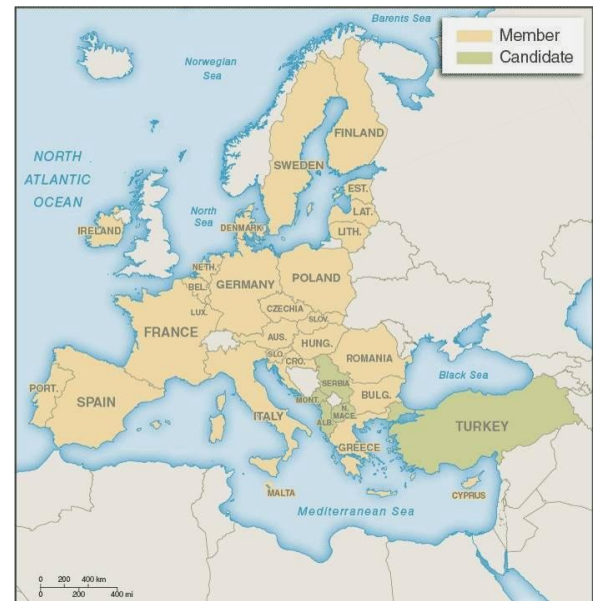 Barents Sea
Member
Candidate
Norwegian
Sea
FINLAND
NORTH
ATLANTIC
OCEAN
SWEDEN
EST.
LAT.
LITH.
North
Sea
DENMARK
IRELAND
NETH.
BEL.
LUX.
GERMANY
POLAND
CZECHIA
SLOV.
FRANCE
AUS.
HUNG.
SLO.
CRO.
ROMANIA
SERBIA
Black Sea
PORT.
SPAIN
ITALY
MONT.
BULG.
N.
MACE.
ALB.
TURKEY
GREECE
MALTA
CYPRUS
Mediterranean Sea
0 200 400 km
0 200 400 mi